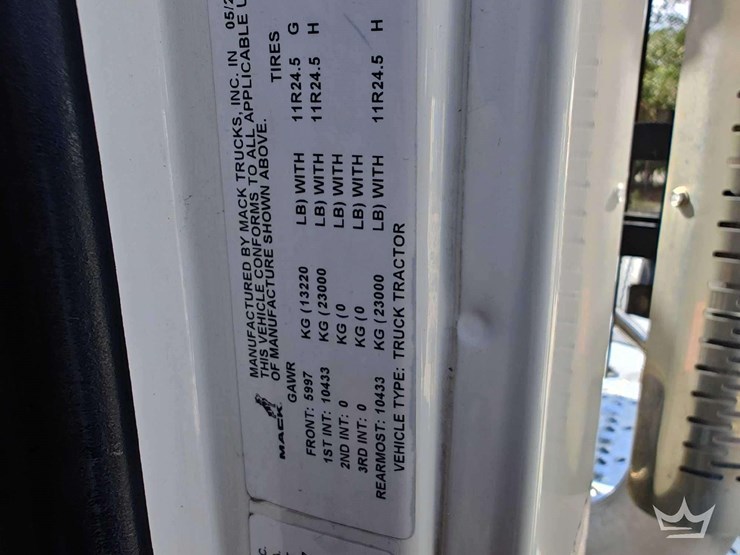 MANUFACTURED BY MACK TRUCKS, INC. IN 05/2
THIS VEHICLE CONFORMS TO ALL APPLICABLE U
OF MANUFACTURE SHOWN ABOVE.
MACK
GAWR TIRES
FRONT: 5997 KG (13220 LB) WITH 11R24.5 G
1ST INT: 10433 KG (23000 LB) WITH 11R24.5 H
2ND INT: 0 KG (0 LB) WITH
3RD INT: 0 KG (0 LB) WITH
REARMOST: 10433 KG (23000 LB) WITH 11R24.5 H
VEHICLE TYPE: TRUCK TRACTOR